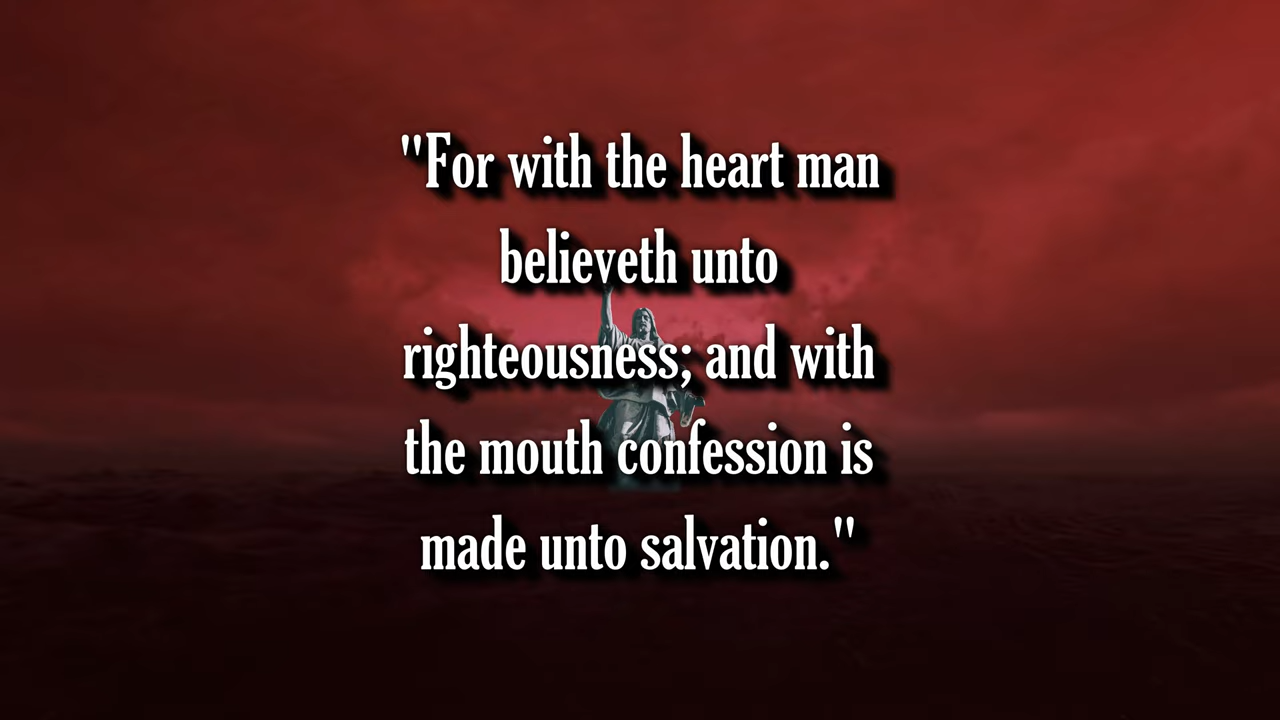 "For with the heart man
believeth unto
righteousness; and with
the mouth confession is
made unto salvation."